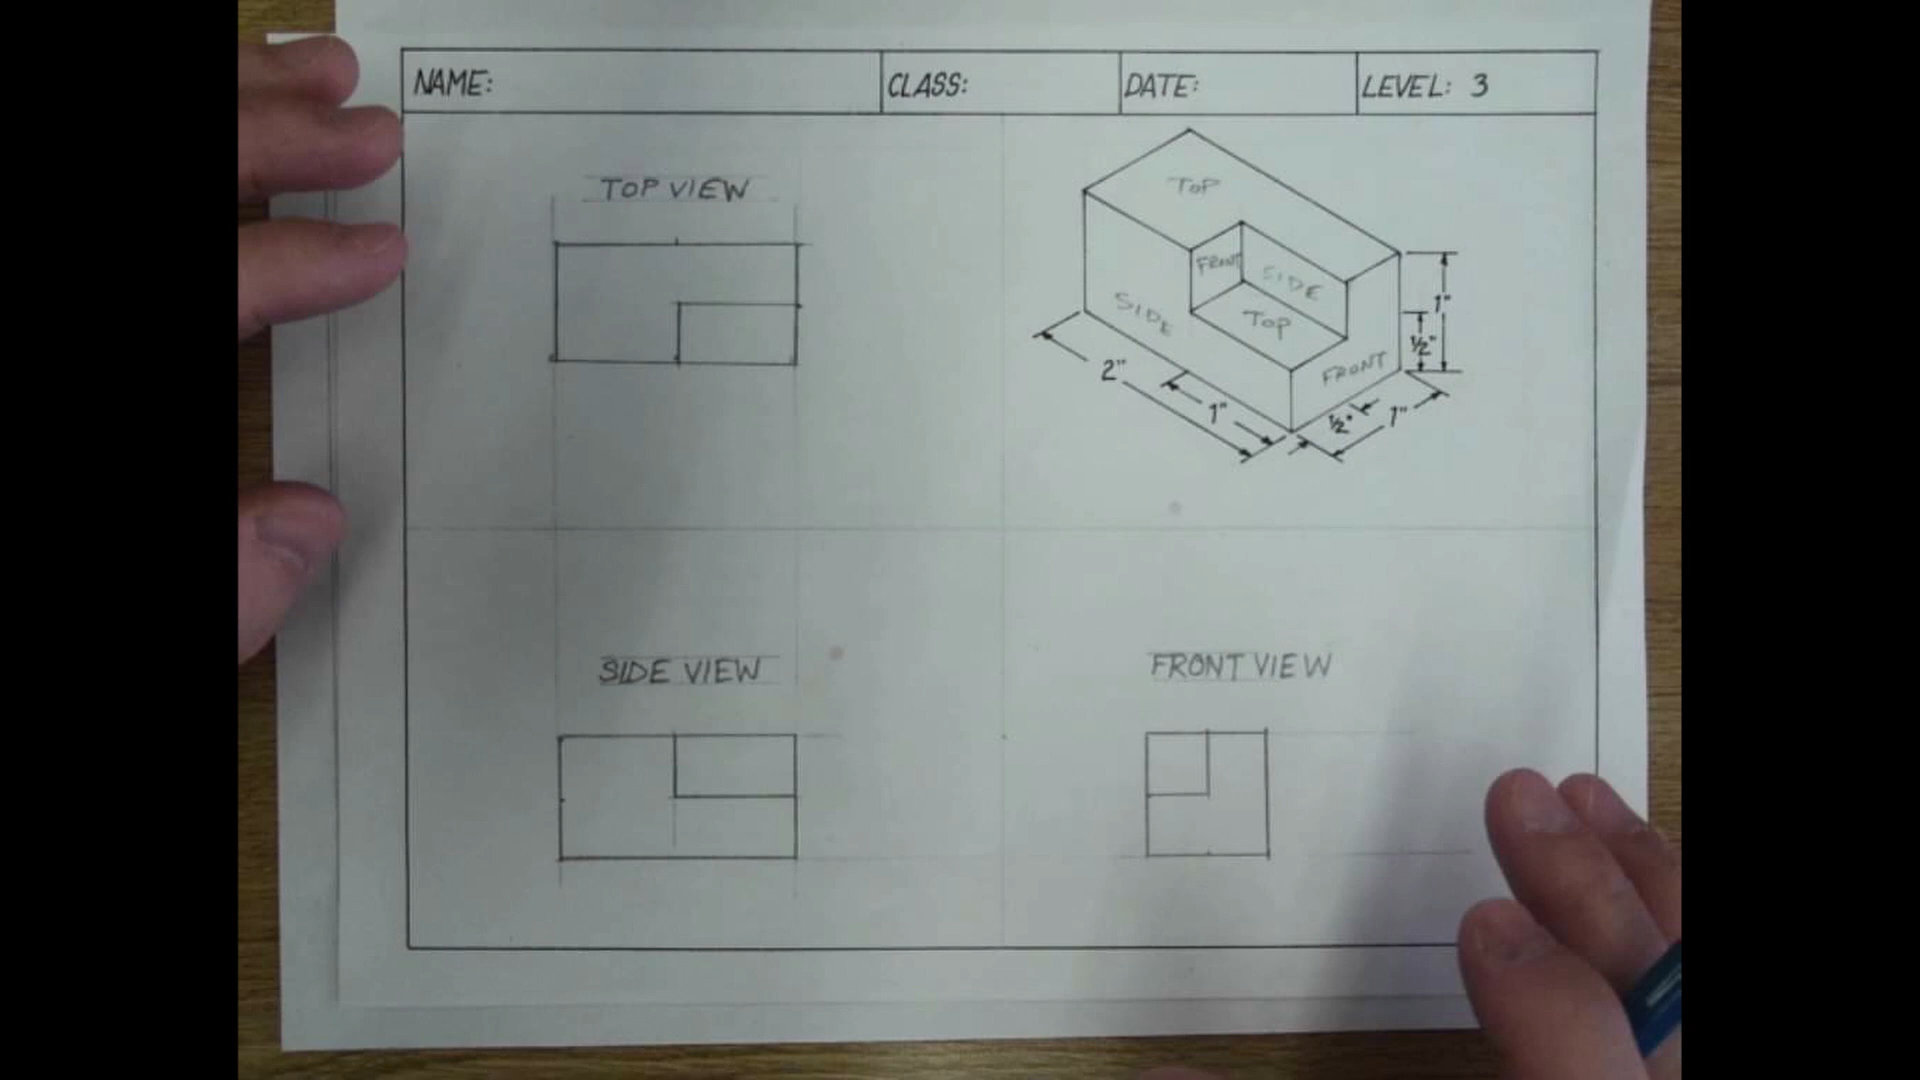 NAME:
CLASS:
DATE:
LEVEL: 3
TOP VIEW
TOP
FRONT
SIDE
SIDE
TOP
FRONT
1"
½"
2"
1"
½"
1"
SIDE VIEW
FRONT VIEW